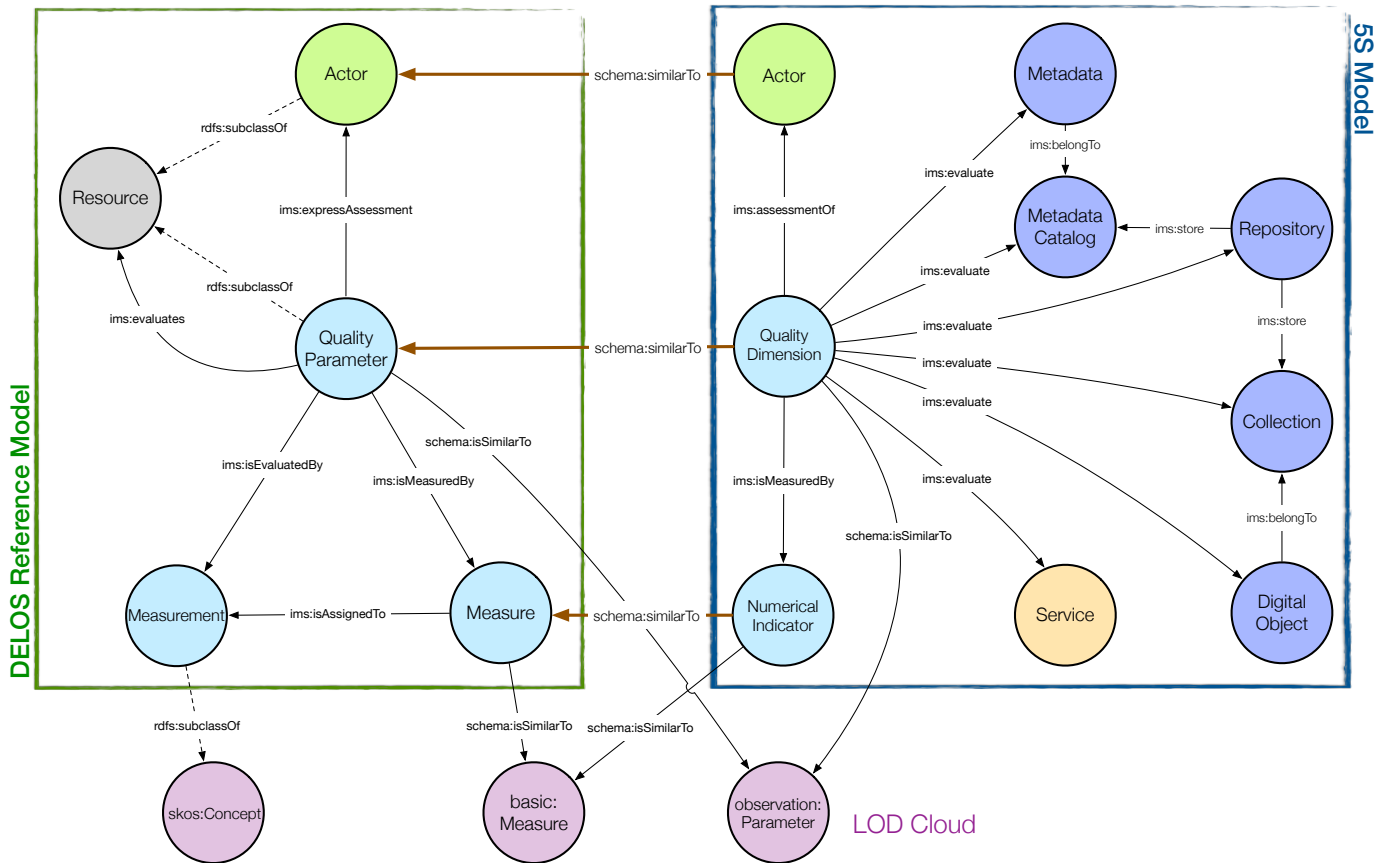 DELOS Reference Model
5S Model
Actor
schema:similarTo
Actor
Metadata
rdfs:subclassOf
ims:belongTo
Resource
ims:evaluate
ims:expressAssessment
ims:assessmentOf
Metadata
Catalog
ims:store
Repository
ims:evaluate
rdfs:subclassOf
ims:evaluates
ims:evaluate
ims:store
Quality
Parameter
schema:similarTo
Quality
Dimension
ims:evaluate
ims:evaluate
Collection
schema:isSimilarTo
ims:isEvaluatedBy
ims:isMeasuredBy
ims:isMeasuredBy
ims:evaluate
ims:belongTo
schema:isSimilarTo
Measurement
ims:isAssignedTo
Measure
schema:similarTo
Numerical
Indicator
Service
Digital
Object
rdfs:subclassOf
schema:isSimilarTo
schema:isSimilarTo
skos:Concept
basic:
Measure
observation:
Parameter
LOD Cloud